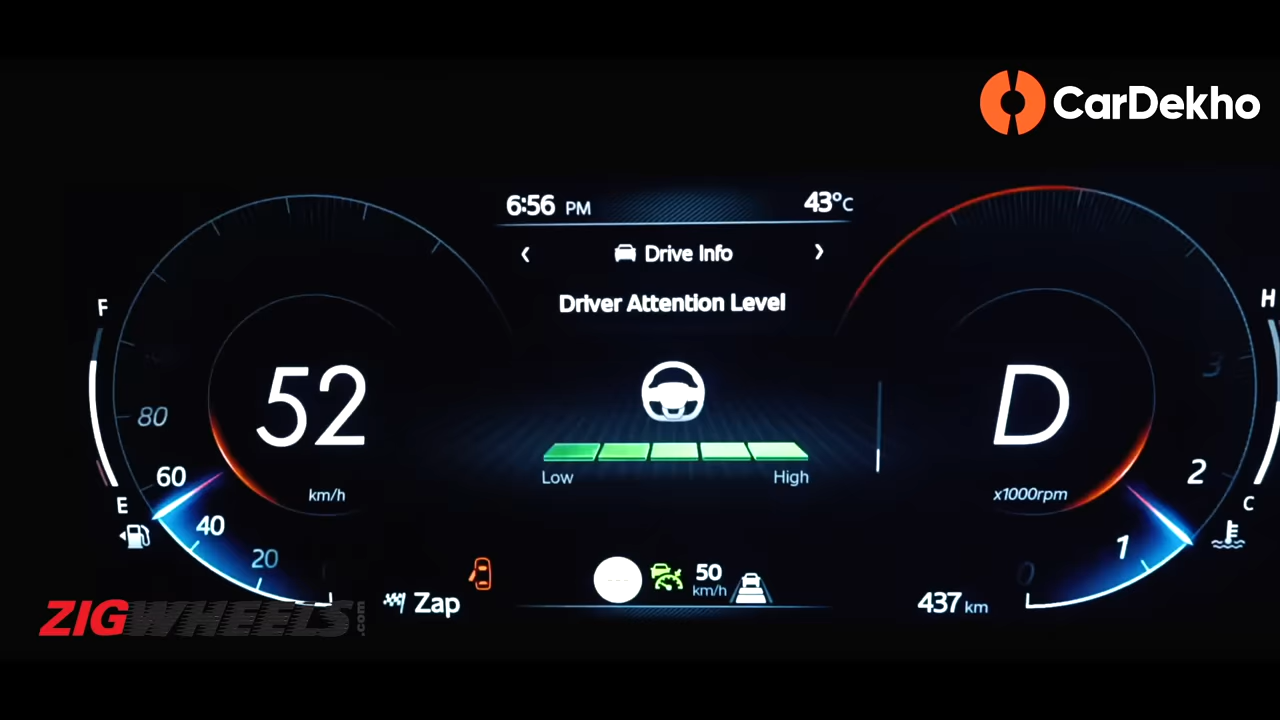 CarDekho
6:56 PM
43°C
‹ Drive Info ›
Driver Attention Level
F
H
52
km/h
D
x1000rpm
80
60
40
20
E
Low
High
3
2
1
0
C
50
km/h
Zap
437 km
ZIGWHEELS.com